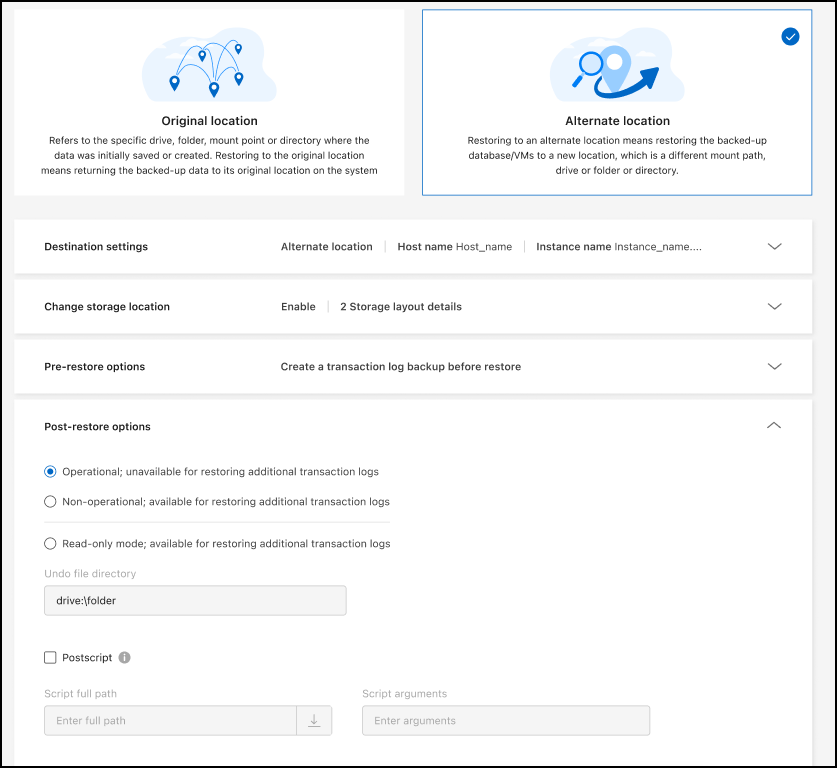 Original location
Refers to the specific drive, folder, mount point or directory where the
data was initially saved or created. Restoring to the original location
means returning the backed-up data to its original location on the system
Alternate location
Restoring to an alternate location means restoring the backed-up
database/VMs to a new location, which is a different mount path,
drive or folder or directory.
Destination settings Alternate location Host name Host_name Instance name Instance_name....
Change storage location Enable 2 Storage layout details
Pre-restore options Create a transaction log backup before restore
Post-restore options
Operational; unavailable for restoring additional transaction logs
Non-operational; available for restoring additional transaction logs
Read-only mode; available for restoring additional transaction logs
Undo file directory
drive:\folder
Postscript i
Script full path Script arguments
Enter full path Enter arguments